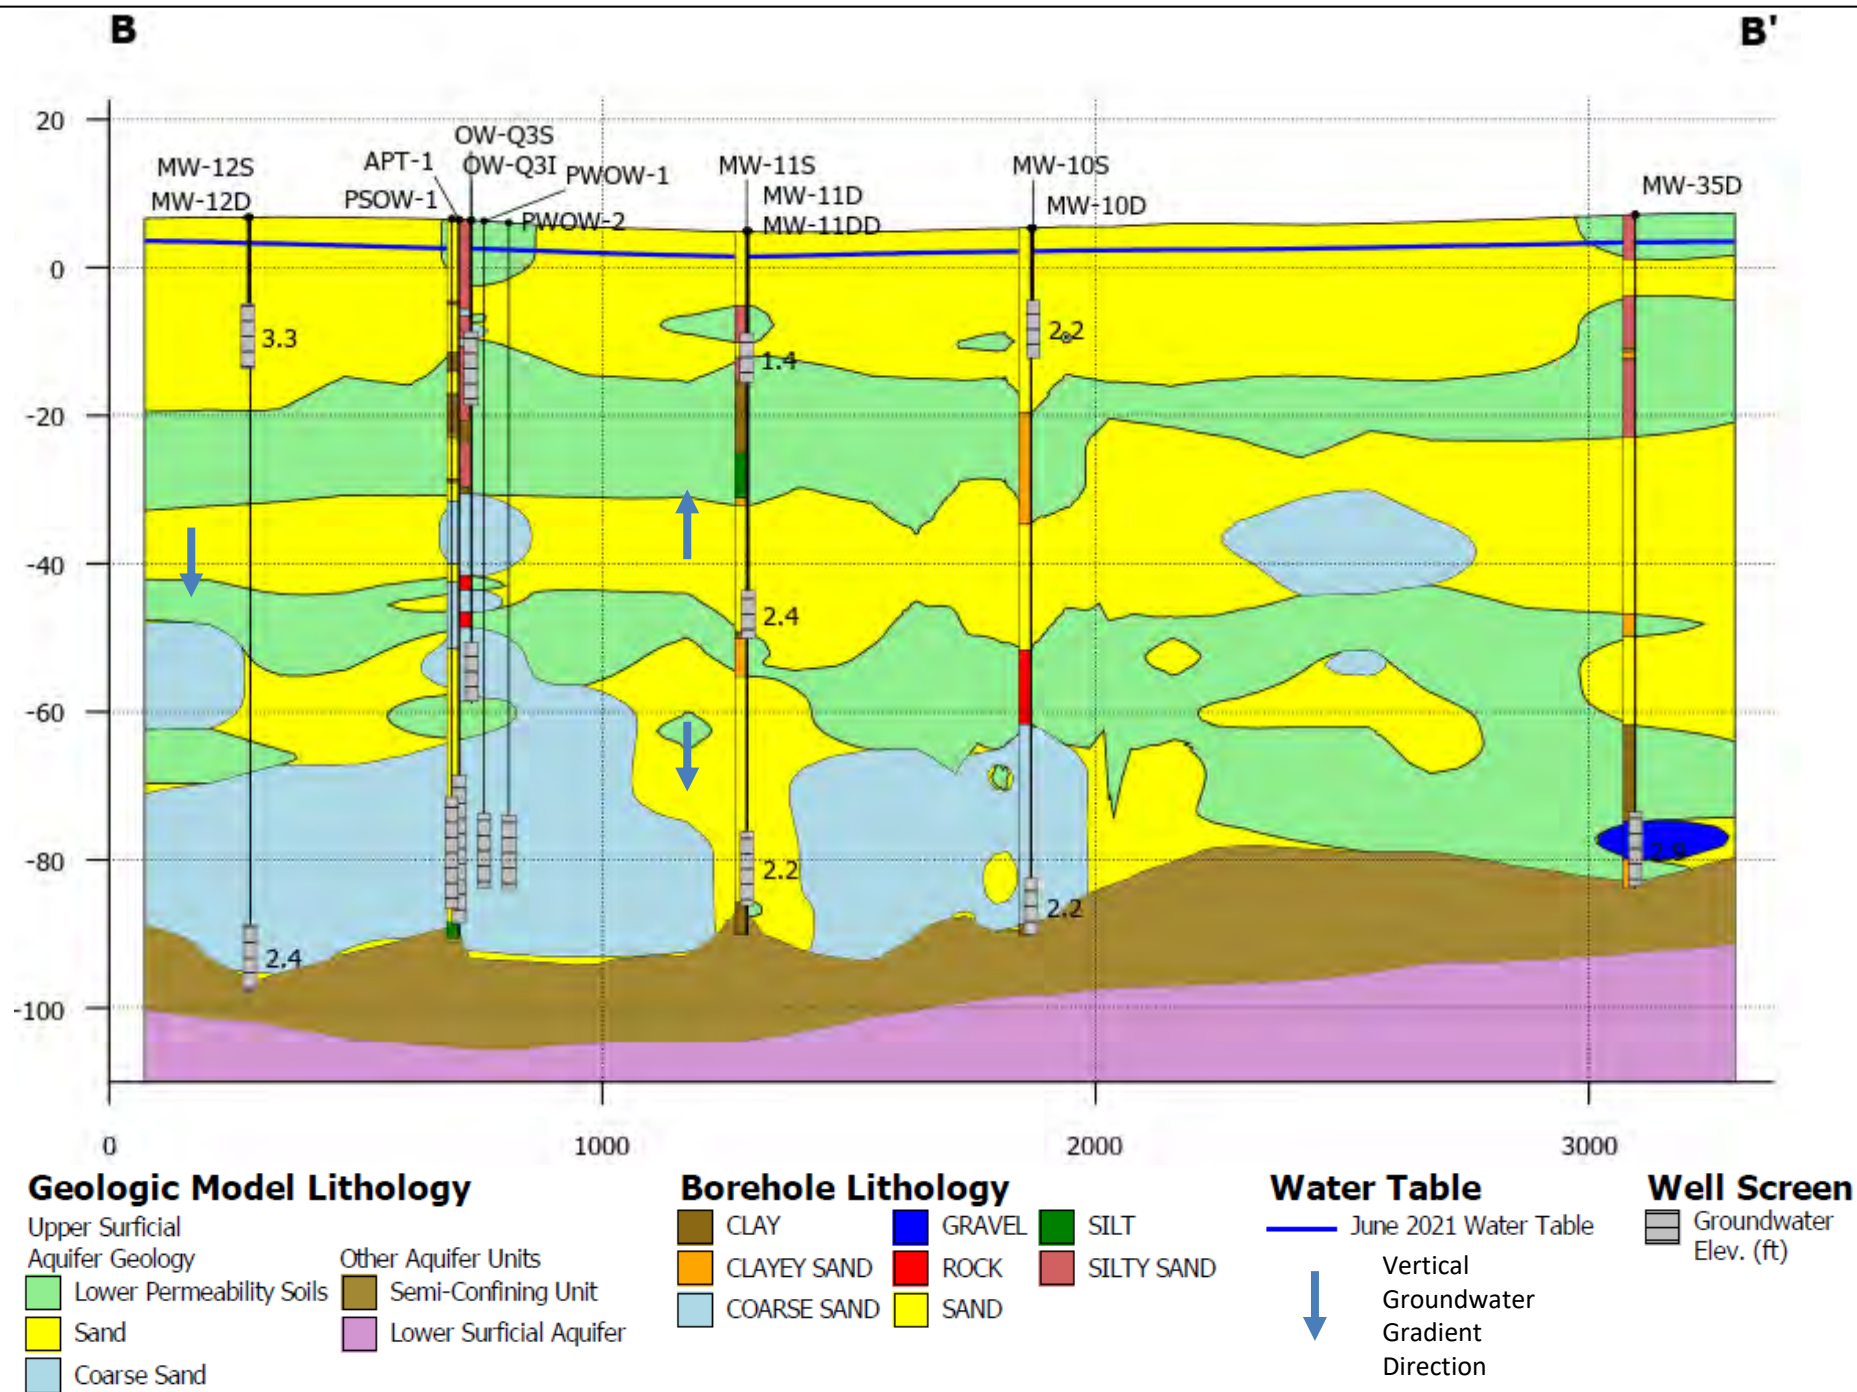 B B'
20
0
-20
-40
-60
-80
-100
MW-12S
MW-12D
APT-1
PSOW-1
OW-Q3S
OW-Q3I
PWOW-1
PWOW-2
MW-11S
MW-11D
MW-11DD
MW-10S
MW-10D
MW-35D
3.3
1.4
2.2
2.4
2.2
2.9
2.2
2.4
0 1000 2000 3000
Geologic Model Lithology
Upper Surficial
Aquifer Geology
Lower Permeability Soils
Sand
Coarse Sand
Other Aquifer Units
Semi-Confining Unit
Lower Surficial Aquifer
Borehole Lithology
CLAY
CLAYEY SAND
COARSE SAND
GRAVEL
ROCK
SAND
SILT
SILTY SAND
Water Table
June 2021 Water Table
Vertical
Groundwater
Gradient
Direction
Well Screen
Groundwater
Elev. (ft)